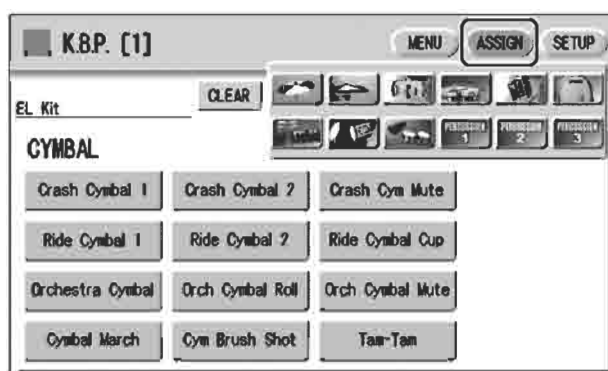 K.B.P. [1] MENU ASSIGN SETUP
EL Kit CLEAR
PERCUSSION 1 PERCUSSION 2 PERCUSSION 3
CYMBAL
Crash Cymbal 1 Crash Cymbal 2 Crash Cym Mute
Ride Cymbal 1 Ride Cymbal 2 Ride Cymbal Cup
Orchestra Cymbal Orch Cymbal Roll Orch Cymbal Mute
Cymbal March Cym Brush Shot Tam-Tam